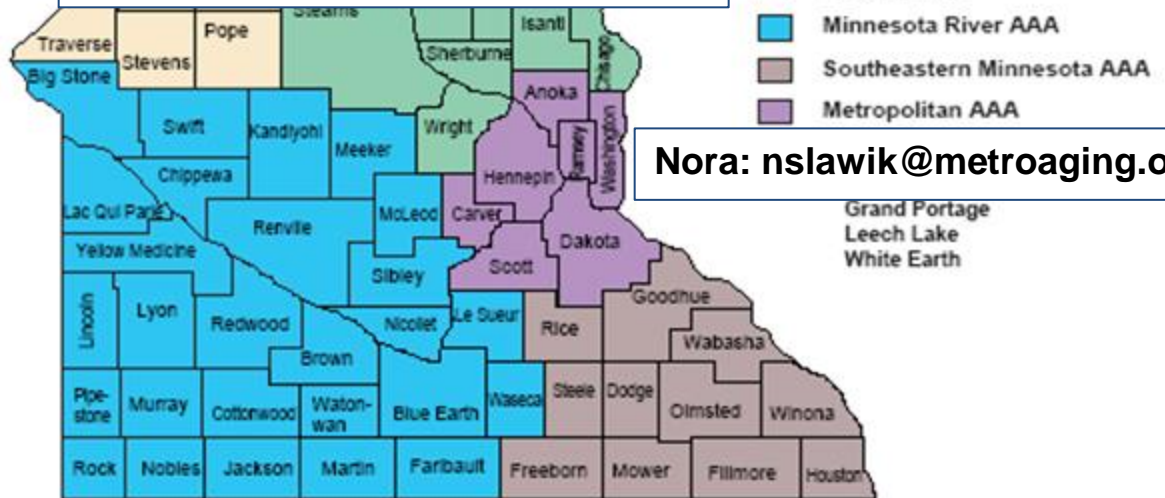 Stearns
Isanti
Minnesota River AAA
Traverse
Pope
Stevens
Sherburne
Chisago
Southeastern Minnesota AAA
Big Stone
Anoka
Metropolitan AAA
Swift
Kandiyohi
Wright
Meeker
Ramsey
Washington
Nora: nslawik@metroaging.o
Chippewa
Hennepin
Lac Qui Parle
McLeod
Carver
Grand Portage
Renville
Leech Lake
Yellow Medicine
Dakota
White Earth
Sibley
Scott
Goodhue
Lincoln
Lyon
Redwood
Nicollet
Le Sueur
Rice
Wabasha
Brown
Pipe-
stone
Murray
Cottonwood
Waton-
wan
Blue Earth
Waseca
Steele
Dodge
Olmsted
Winona
Rock
Nobles
Jackson
Martin
Faribault
Freeborn
Mower
Fillmore
Houston